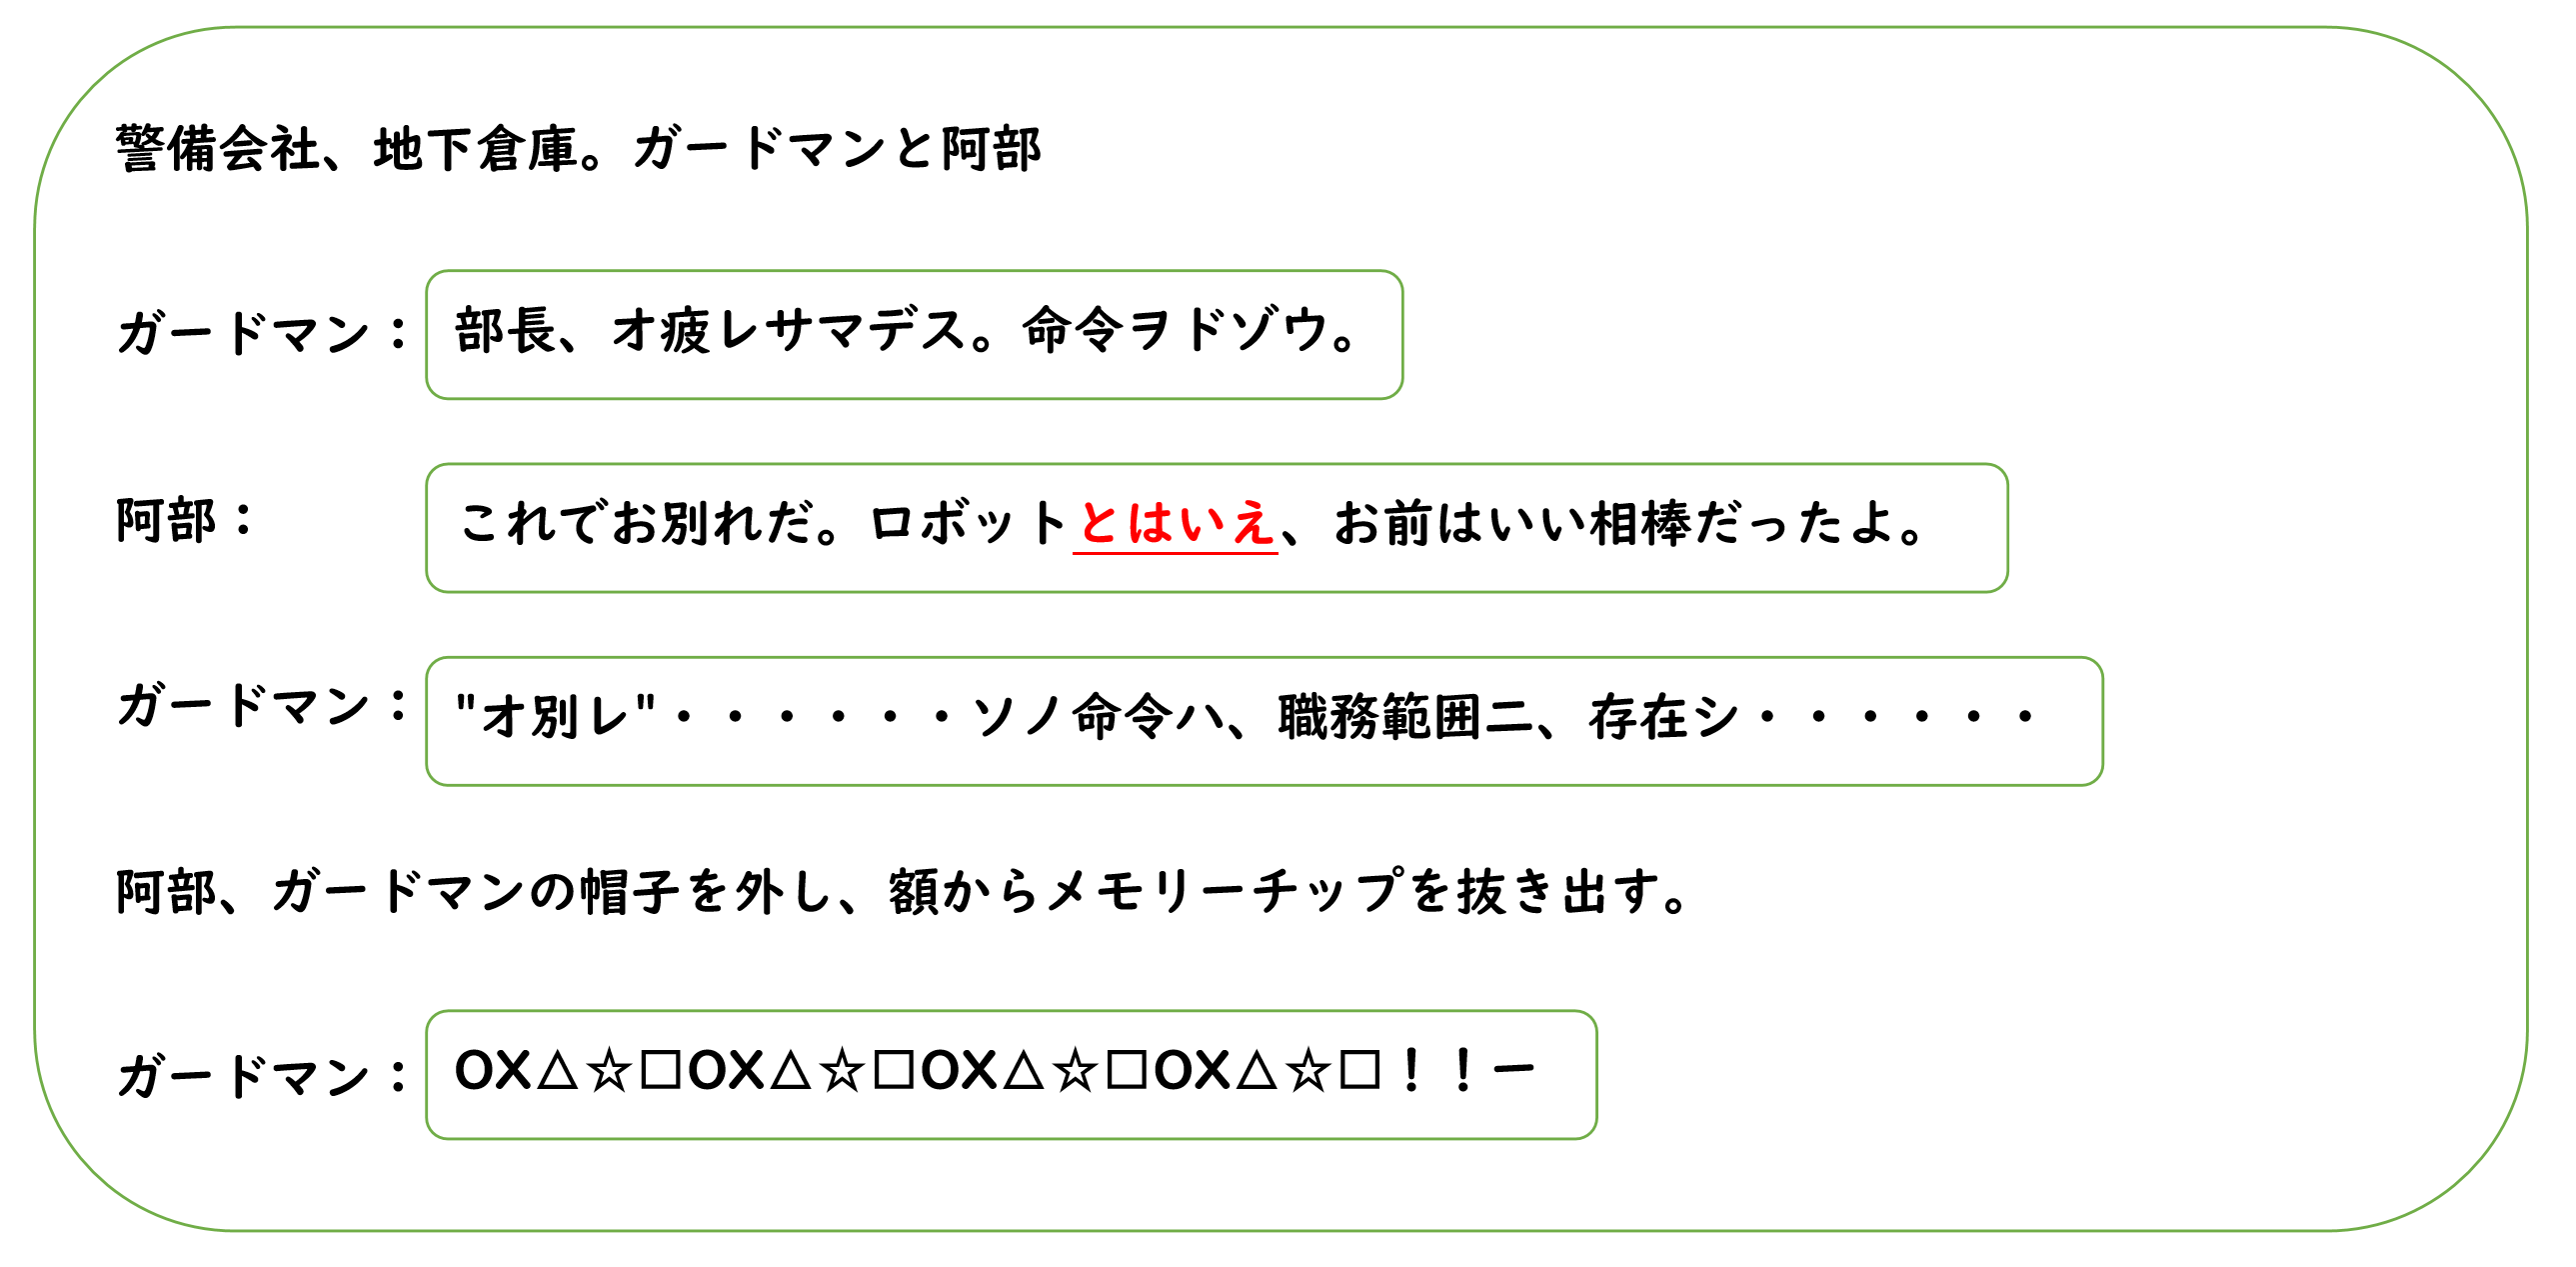 警備会社、地下倉庫。ガードマンと阿部
ガードマン：部長、オ疲レサマデス。命令ヲドゾウ。
阿部：これでお別れだ。ロボットとはいえ、お前はいい相棒だったよ。
ガードマン："オ別レ"・・・・・・ソノ命令ハ、職務範囲ニ、存在シ・・・・・・
阿部、ガードマンの帽子を外し、額からメモリーチップを抜き出す。
ガードマン：OX△☆□OX△☆□OX△☆□OX△☆□！！ー